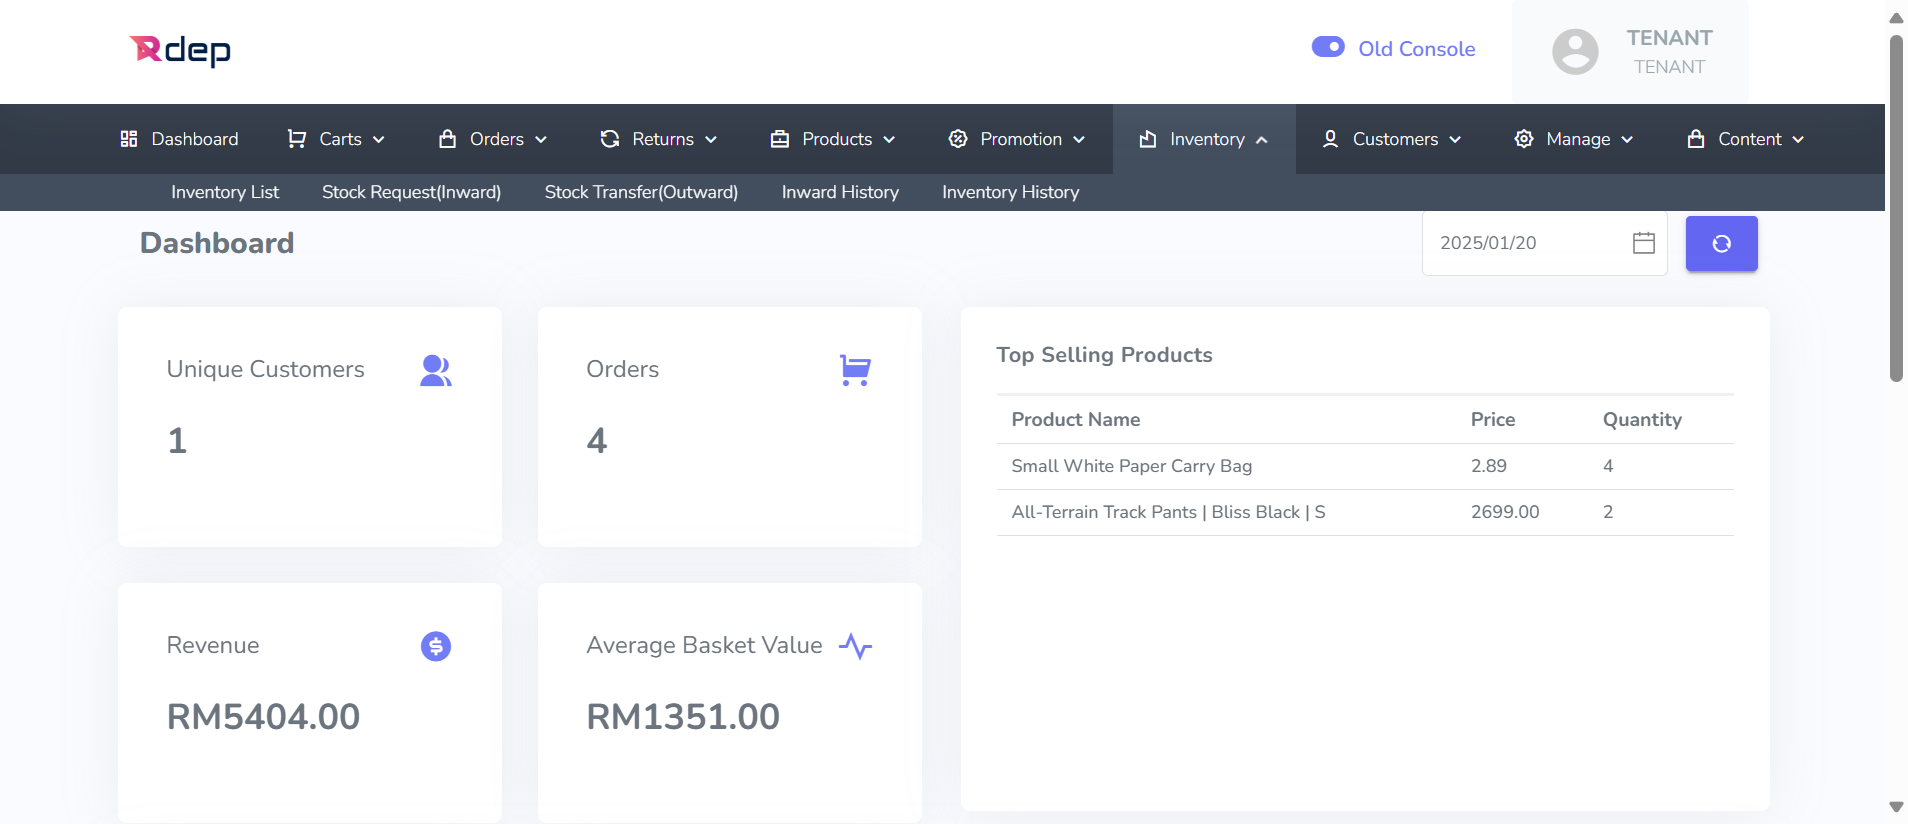 Rdep
Old Console
TENANT
TENANT
Dashboard Carts Orders Returns Products Promotion Inventory Customers Manage Content
Inventory List Stock Request(Inward) Stock Transfer(Outward) Inward History Inventory History
Dashboard
2025/01/20
Unique Customers
1
Orders
4
Revenue
RM5404.00
Average Basket Value
RM1351.00
Top Selling Products
Product Name Price Quantity
Small White Paper Carry Bag 2.89 4
All-Terrain Track Pants | Bliss Black | S 2699.00 2